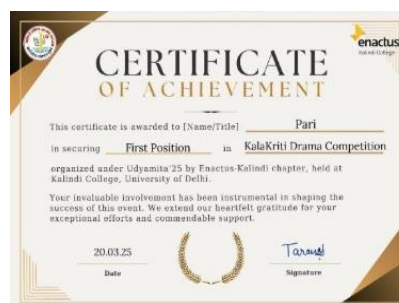 enactus
Kalindi College
CERTIFICATE
OF ACHIEVEMENT
This certificate is awarded to [Name/Title] Pari
in securing First Position in KalaKriti Drama Competition
organized under Udyamita'25 by Enactus-Kalindi chapter, held at
Kalindi College, University of Delhi.
Your invaluable involvement has been instrumental in shaping the
success of this event. We extend our heartfelt gratitude for your
exceptional efforts and commendable support.
20.03.25
Date
Signature